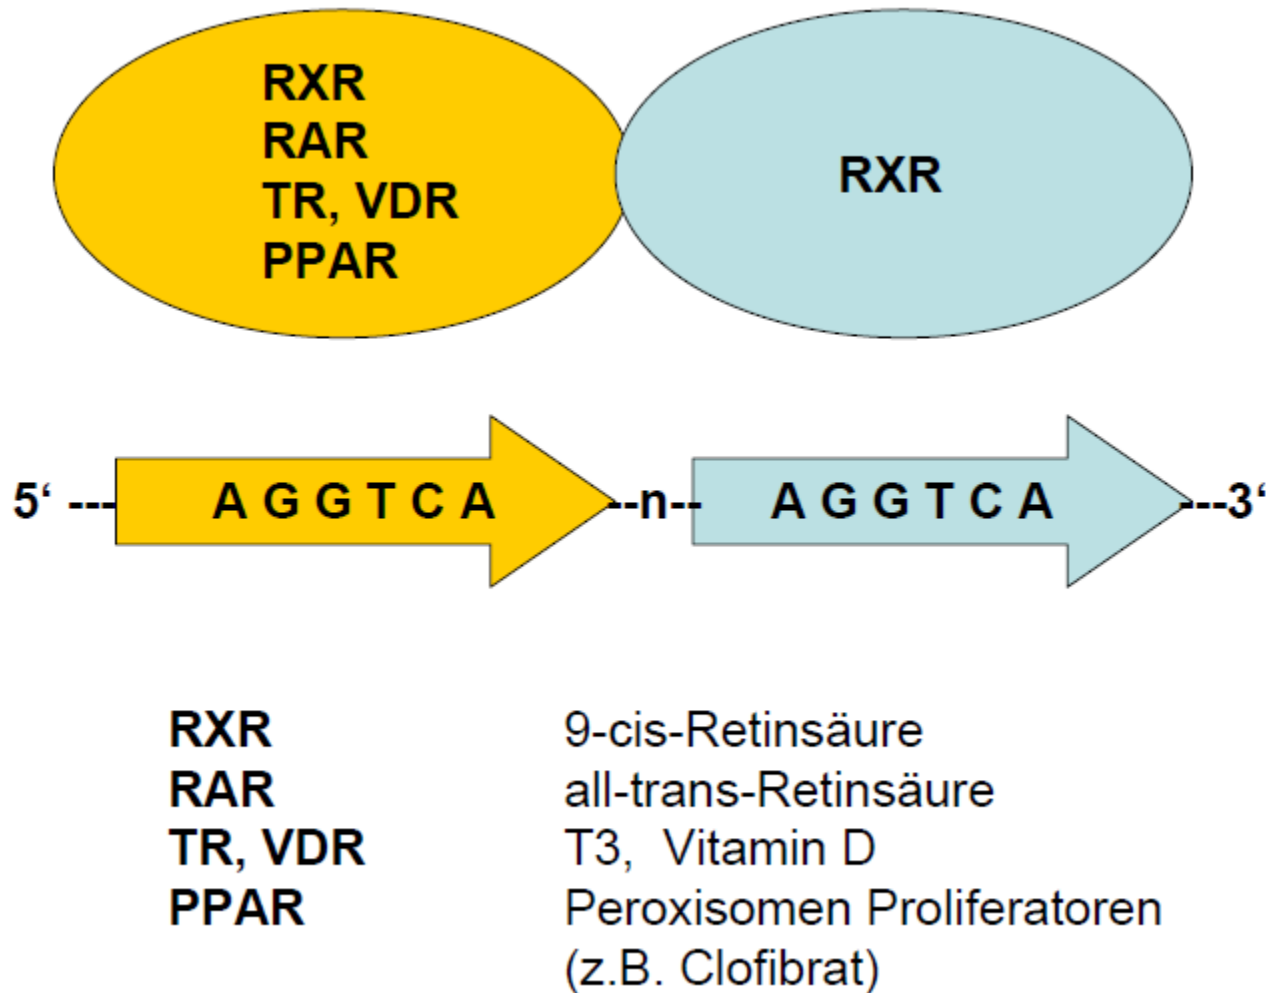 RXR
RAR
TR, VDR
PPAR
RXR
5‘ --- A G G T C A --n-- A G G T C A ---3‘
RXR 9-cis-Retinsäure
RAR all-trans-Retinsäure
TR, VDR T3, Vitamin D
PPAR Peroxisomen Proliferatoren
(z.B. Clofibrat)